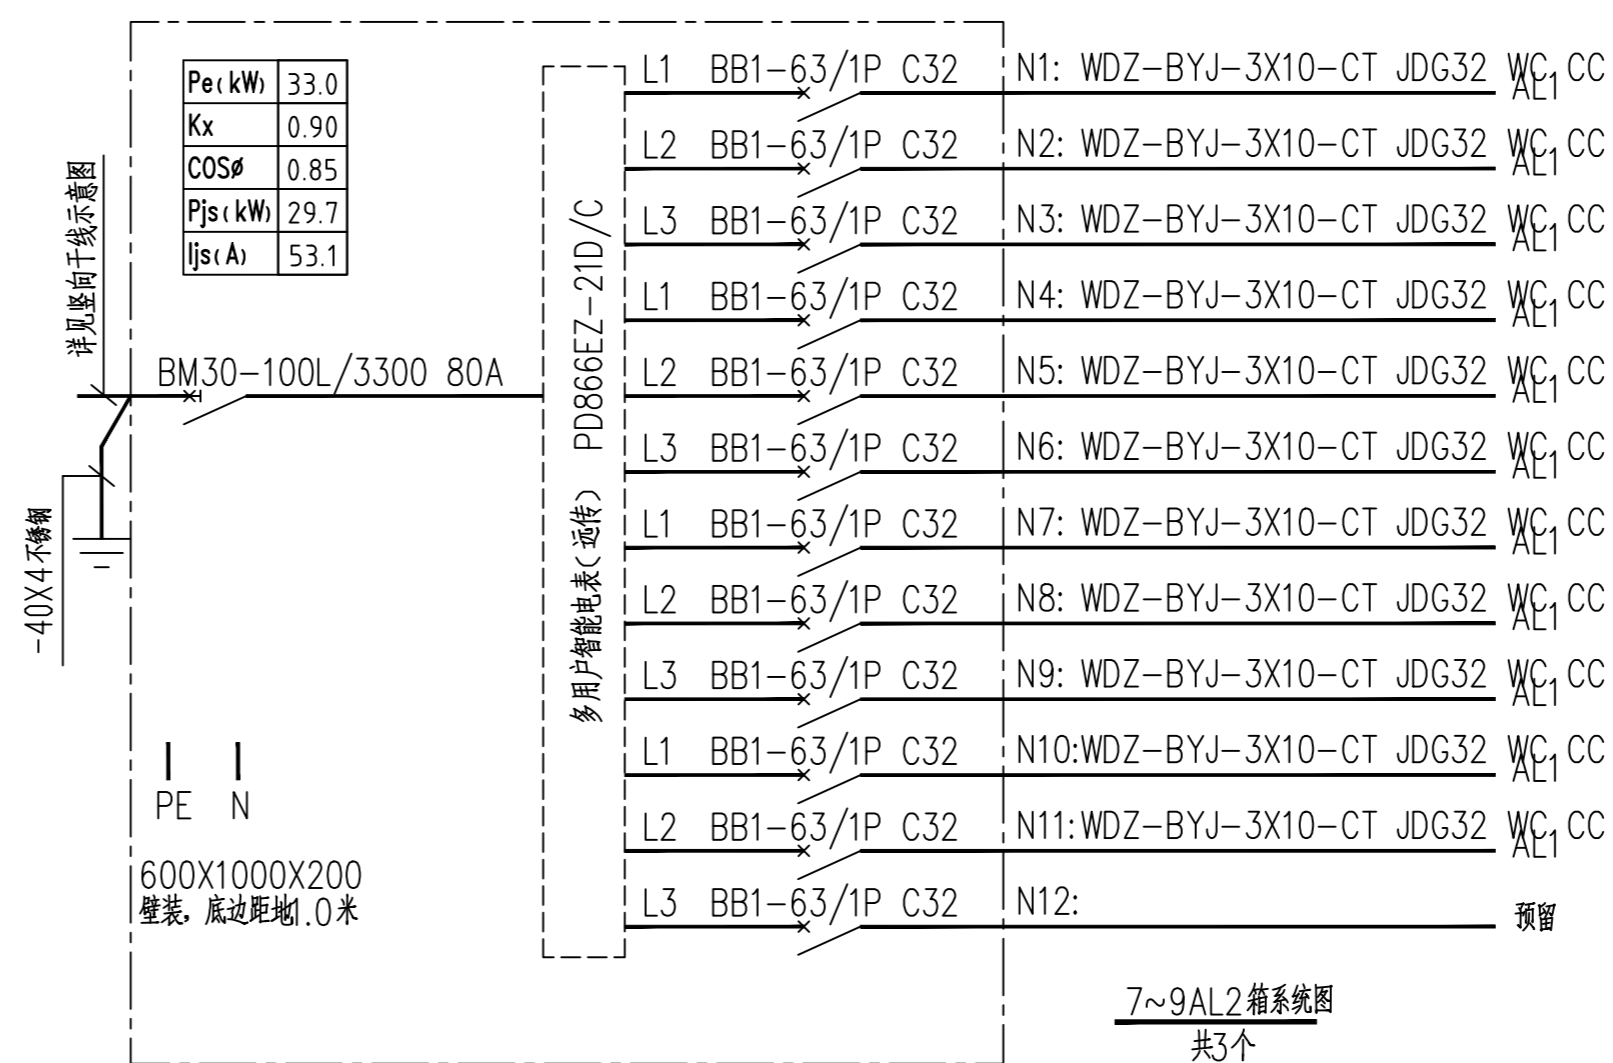 Pe(kW) 33.0
Kx 0.90
COSø 0.85
Pjs(kW) 29.7
Ijs(A) 53.1
详见竖向干线示意图
BM30-100L/3300 80A
-40X4不锈钢
PE N
600X1000X200
壁装，底边距地1.0米
多用户智能电表(远传) PD866EZ-21D/C
L1 BB1-63/1P C32 N1: WDZ-BYJ-3X10-CT JDG32 WC, CC AL1
L2 BB1-63/1P C32 N2: WDZ-BYJ-3X10-CT JDG32 WC, CC AL1
L3 BB1-63/1P C32 N3: WDZ-BYJ-3X10-CT JDG32 WC, CC AL1
L1 BB1-63/1P C32 N4: WDZ-BYJ-3X10-CT JDG32 WC, CC AL1
L2 BB1-63/1P C32 N5: WDZ-BYJ-3X10-CT JDG32 WC, CC AL1
L3 BB1-63/1P C32 N6: WDZ-BYJ-3X10-CT JDG32 WC, CC AL1
L1 BB1-63/1P C32 N7: WDZ-BYJ-3X10-CT JDG32 WC, CC AL1
L2 BB1-63/1P C32 N8: WDZ-BYJ-3X10-CT JDG32 WC, CC AL1
L3 BB1-63/1P C32 N9: WDZ-BYJ-3X10-CT JDG32 WC, CC AL1
L1 BB1-63/1P C32 N10:WDZ-BYJ-3X10-CT JDG32 WC, CC AL1
L2 BB1-63/1P C32 N11:WDZ-BYJ-3X10-CT JDG32 WC, CC AL1
L3 BB1-63/1P C32 N12: 预留
7~9AL2箱系统图
共3个